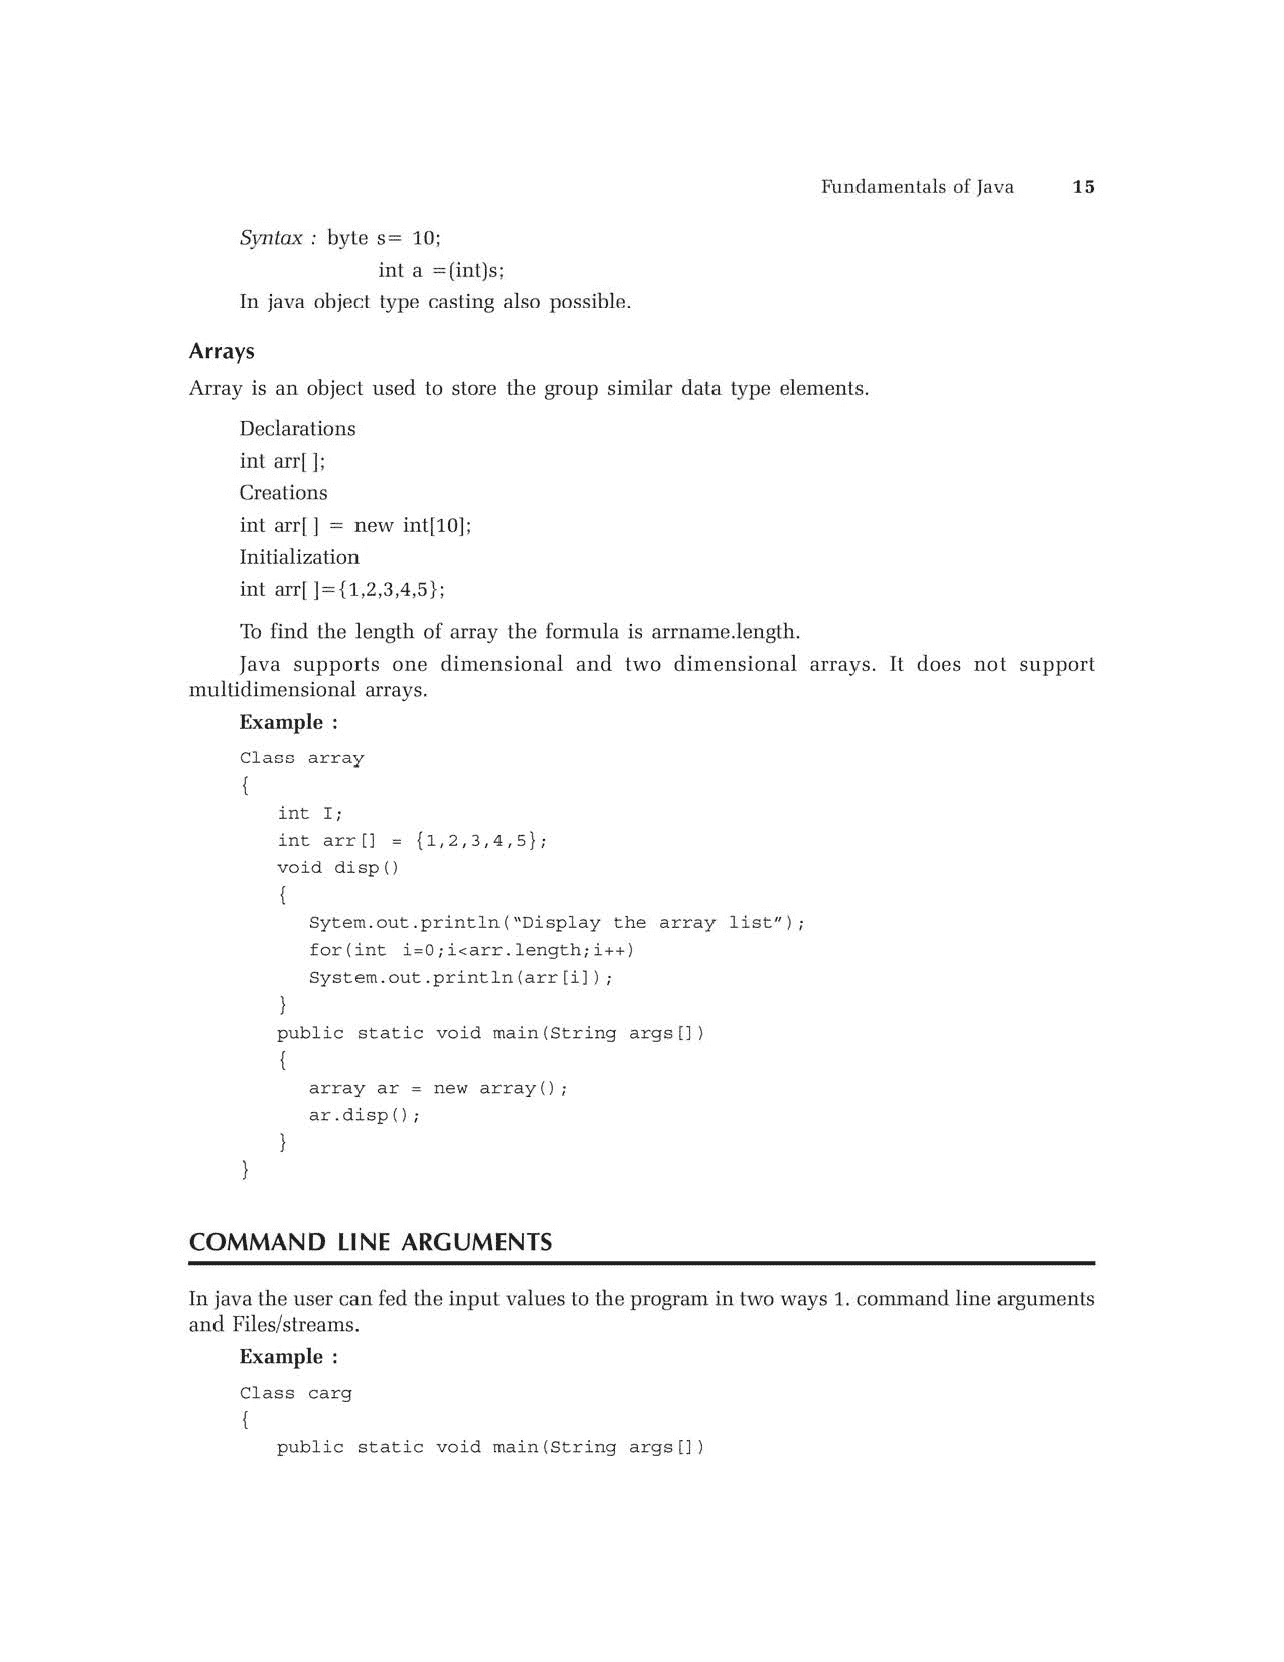 Fundamentals of Java 15
Syntax : byte s= 10;
int a =(int)s;
In java object type casting also possible.
Arrays
Array is an object used to store the group similar data type elements.
Declarations
int arr[ ];
Creations
int arr[ ] = new int[10];
Initialization
int arr[ ]={1,2,3,4,5};
To find the length of array the formula is arrname.length.
Java supports one dimensional and two dimensional arrays. It does not support
multidimensional arrays.
Example :
Class array
{
int I;
int arr[] = {1,2,3,4,5};
void disp()
{
Sytem.out.println(“Display the array list”);
for(int i=0;i<arr.length;i++)
System.out.println(arr[i]);
}
public static void main(String args[])
{
array ar = new array();
ar.disp();
}
}
COMMAND LINE ARGUMENTS
In java the user can fed the input values to the program in two ways 1. command line arguments
and Files/streams.
Example :
Class carg
{
public static void main(String args[])